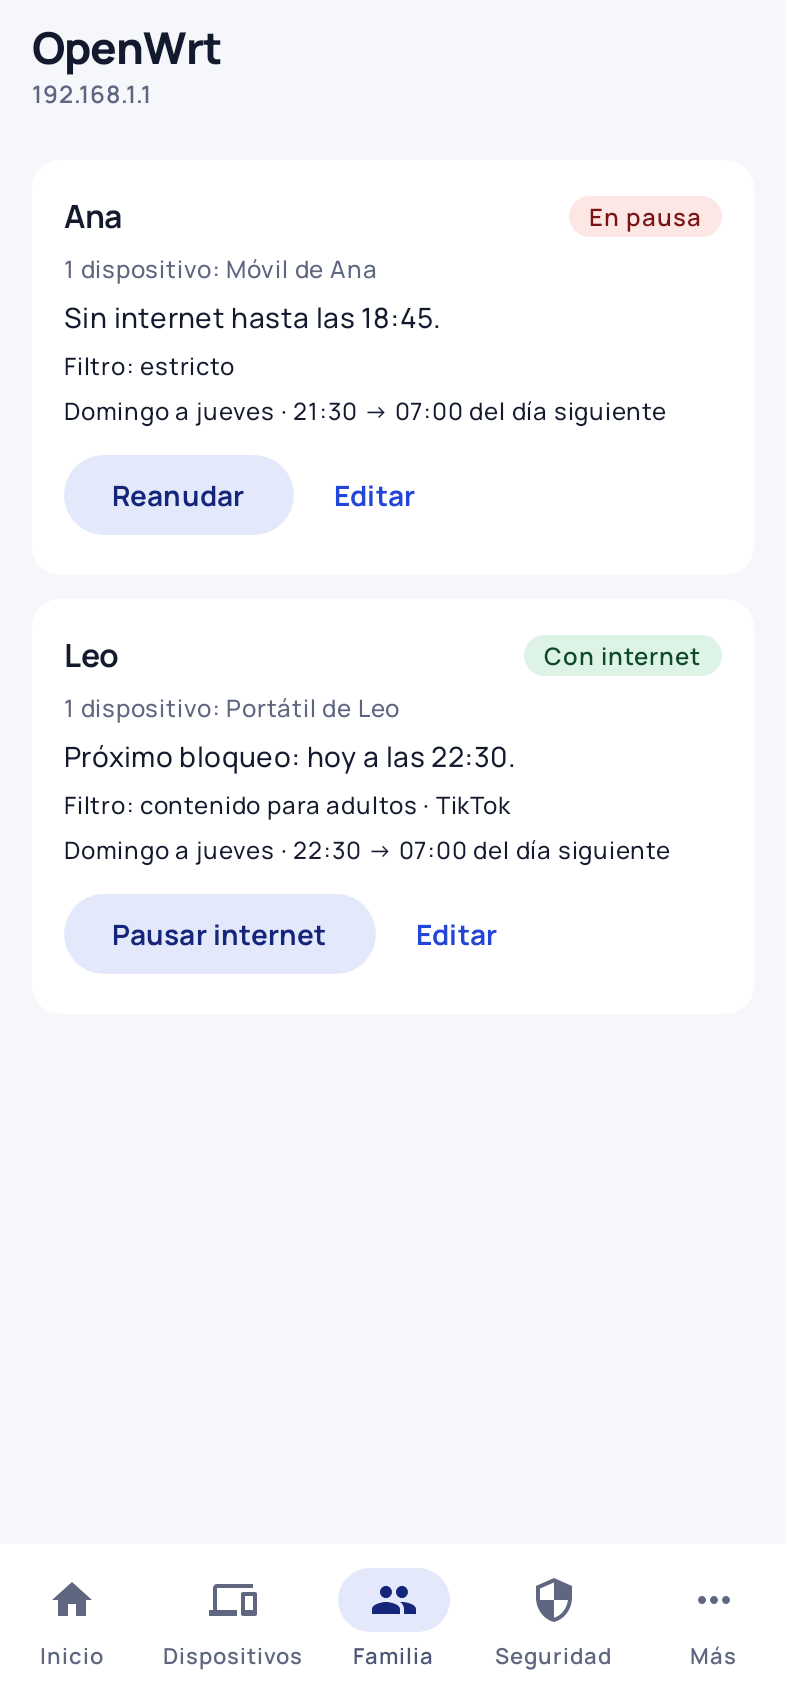 OpenWrt
192.168.1.1
Ana
En pausa
1 dispositivo: Móvil de Ana
Sin internet hasta las 18:45.
Filtro: estricto
Domingo a jueves · 21:30 → 07:00 del día siguiente
Reanudar
Editar
Leo
Con internet
1 dispositivo: Portátil de Leo
Próximo bloqueo: hoy a las 22:30.
Filtro: contenido para adultos · TikTok
Domingo a jueves · 22:30 → 07:00 del día siguiente
Pausar internet
Editar
Inicio
Dispositivos
Familia
Seguridad
Más